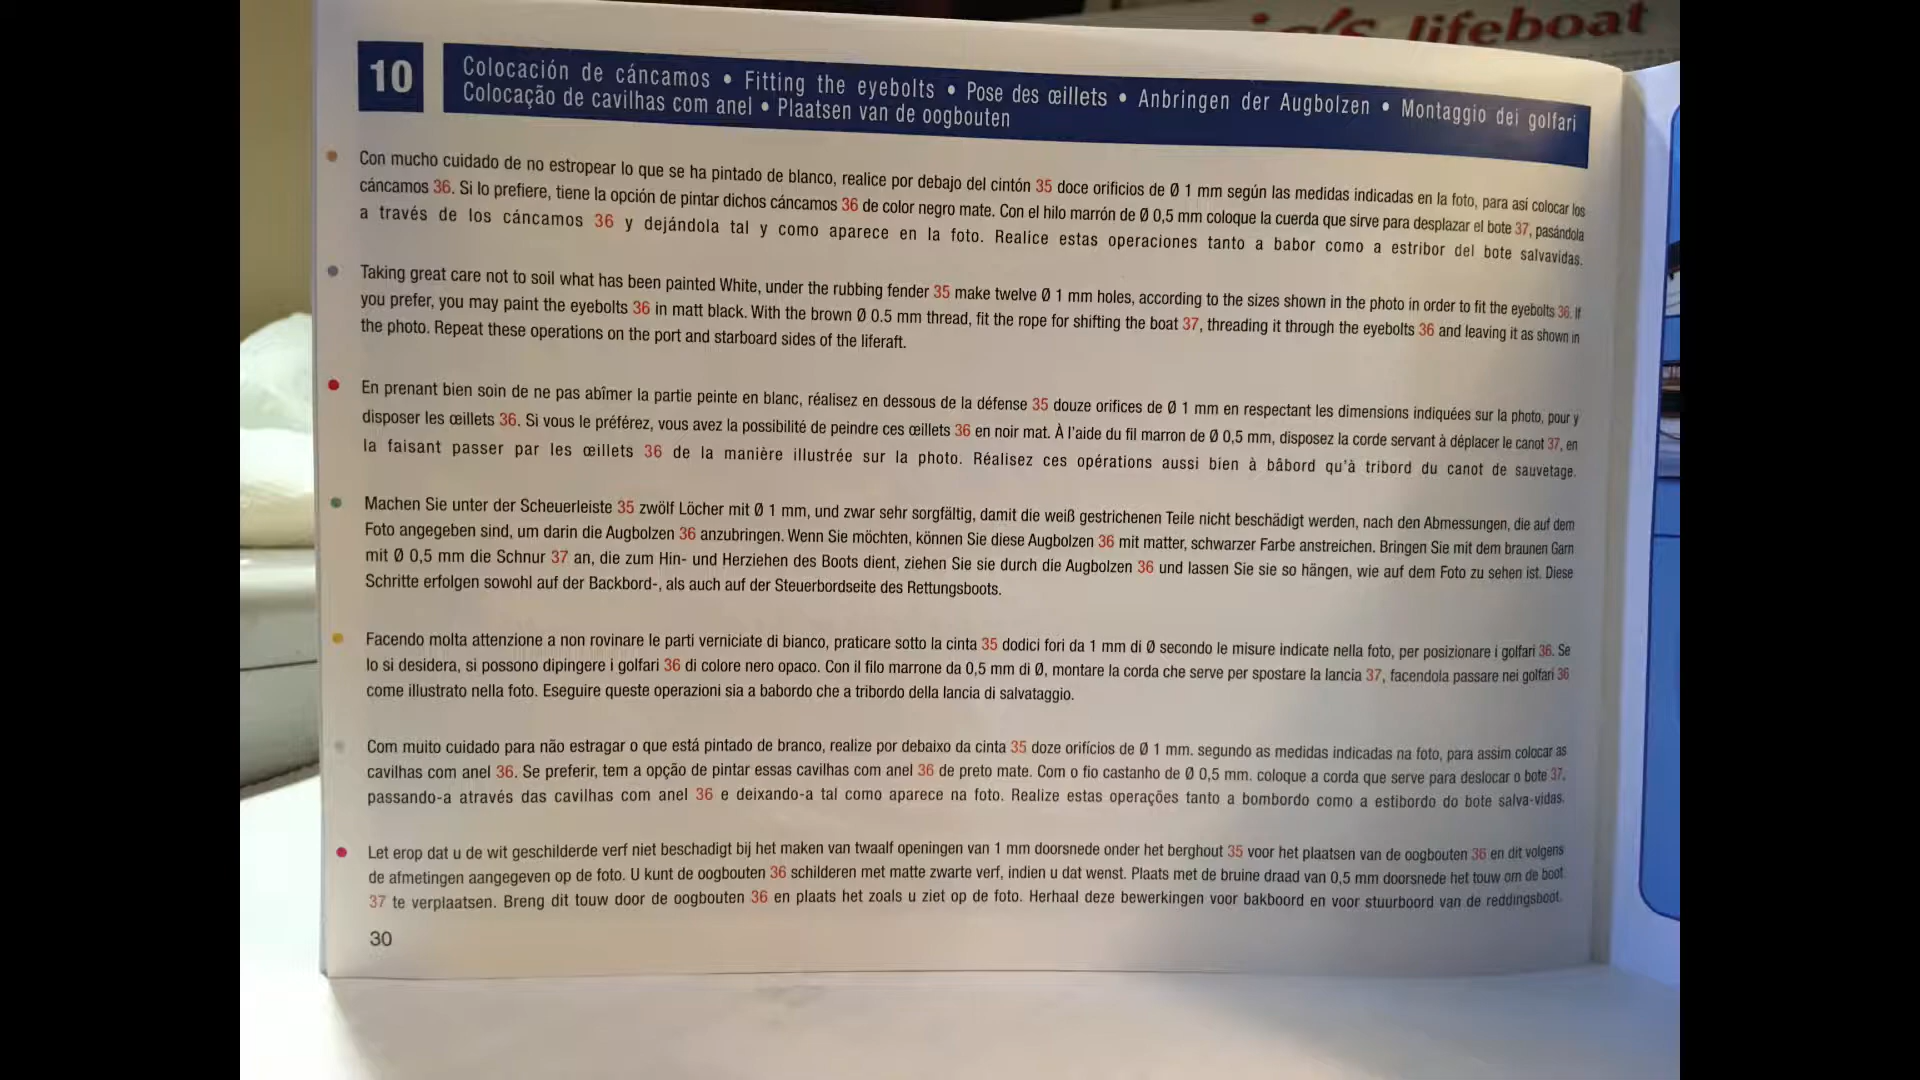 lifeboat
10
Colocación de cáncamos • Fitting the eyebolts • Pose des œillets • Anbringen der Augbolzen • Montaggio dei golfari
Colocação de cavilhas com anel • Plaatsen van de oogbouten
Con mucho cuidado de no estropear lo que se ha pintado de blanco, realice por debajo del cintón 35 doce orificios de Ø 1 mm según las medidas indicadas en la foto, para así colocar los
cáncamos 36. Si lo prefiere, tiene la opción de pintar dichos cáncamos 36 de color negro mate. Con el hilo marrón de Ø 0,5 mm coloque la cuerda que sirve para desplazar el bote 37, pasándola
a través de los cáncamos 36 y dejándola tal y como aparece en la foto. Realice estas operaciones tanto a babor como a estribor del bote salvavidas.
Taking great care not to soil what has been painted White, under the rubbing fender 35 make twelve Ø 1 mm holes, according to the sizes shown in the photo in order to fit the eyebolts 36. If
you prefer, you may paint the eyebolts 36 in matt black. With the brown Ø 0.5 mm thread, fit the rope for shifting the boat 37, threading it through the eyebolts 36 and leaving it as shown in
the photo. Repeat these operations on the port and starboard sides of the liferaft.
En prenant bien soin de ne pas abîmer la partie peinte en blanc, réalisez en dessous de la défense 35 douze orifices de Ø 1 mm en respectant les dimensions indiquées sur la photo, pour y
disposer les œillets 36. Si vous le préférez, vous avez la possibilité de peindre ces œillets 36 en noir mat. À l'aide du fil marron de Ø 0,5 mm, disposez la corde servant à déplacer le canot 37, en
la faisant passer par les œillets 36 de la manière illustrée sur la photo. Réalisez ces opérations aussi bien à bâbord qu'à tribord du canot de sauvetage.
Machen Sie unter der Scheuerleiste 35 zwölf Löcher mit Ø 1 mm, und zwar sehr sorgfältig, damit die weiß gestrichenen Teile nicht beschädigt werden, nach den Abmessungen, die auf dem
Foto angegeben sind, um darin die Augbolzen 36 anzubringen. Wenn Sie möchten, können Sie diese Augbolzen 36 mit matter, schwarzer Farbe anstreichen. Bringen Sie mit dem braunen Garn
mit Ø 0,5 mm die Schnur 37 an, die zum Hin- und Herziehen des Boots dient, ziehen Sie sie durch die Augbolzen 36 und lassen Sie sie so hängen, wie auf dem Foto zu sehen ist. Diese
Schritte erfolgen sowohl auf der Backbord-, als auch auf der Steuerbordseite des Rettungsboots.
Facendo molta attenzione a non rovinare le parti verniciate di bianco, praticare sotto la cinta 35 dodici fori da 1 mm di Ø secondo le misure indicate nella foto, per posizionare i golfari 36. Se
lo si desidera, si possono dipingere i golfari 36 di colore nero opaco. Con il filo marrone da 0,5 mm di Ø, montare la corda che serve per spostare la lancia 37, facendola passare nei golfari 36
come illustrato nella foto. Eseguire queste operazioni sia a babordo che a tribordo della lancia di salvataggio.
Com muito cuidado para não estragar o que está pintado de branco, realize por debaixo da cinta 35 doze orifícios de Ø 1 mm. segundo as medidas indicadas na foto, para assim colocar as
cavilhas com anel 36. Se preferir, tem a opção de pintar essas cavilhas com anel 36 de preto mate. Com o fio castanho de Ø 0,5 mm. coloque a corda que serve para deslocar o bote 37,
passando-a através das cavilhas com anel 36 e deixando-a tal como aparece na foto. Realize estas operações tanto a bombordo como a estibordo do bote salva-vidas.
Let erop dat u de wit geschilderde verf niet beschadigt bij het maken van twaalf openingen van 1 mm doorsnede onder het berghout 35 voor het plaatsen van de oogbouten 36 en dit volgens
de afmetingen aangegeven op de foto. U kunt de oogbouten 36 schilderen met matte zwarte verf, indien u dat wenst. Plaats met de bruine draad van 0,5 mm doorsnede het touw om de boot
37 te verplaatsen. Breng dit touw door de oogbouten 36 en plaats het zoals u ziet op de foto. Herhaal deze bewerkingen voor bakboord en voor stuurboord van de reddingsboot.
30